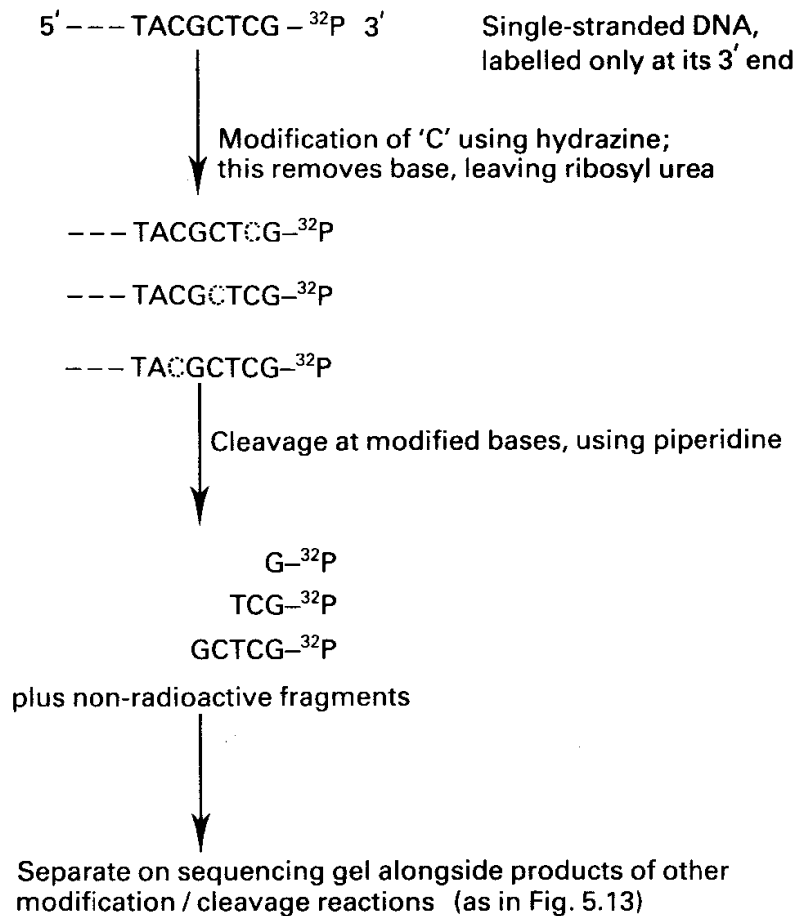 5′ - - - TACGCTCG – ³²P 3′
Single-stranded DNA,
labelled only at its 3′ end
Modification of ‘C’ using hydrazine;
this removes base, leaving ribosyl urea
- - - TACGCTCG–³²P
- - - TACGCTCG–³²P
- - - TACGCTCG–³²P
Cleavage at modified bases, using piperidine
G–³²P
TCG–³²P
GCTCG–³²P
plus non-radioactive fragments
Separate on sequencing gel alongside products of other
modification / cleavage reactions (as in Fig. 5.13)